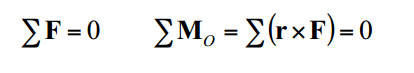 ∑F = 0   ∑M_O = ∑(r × F) = 0